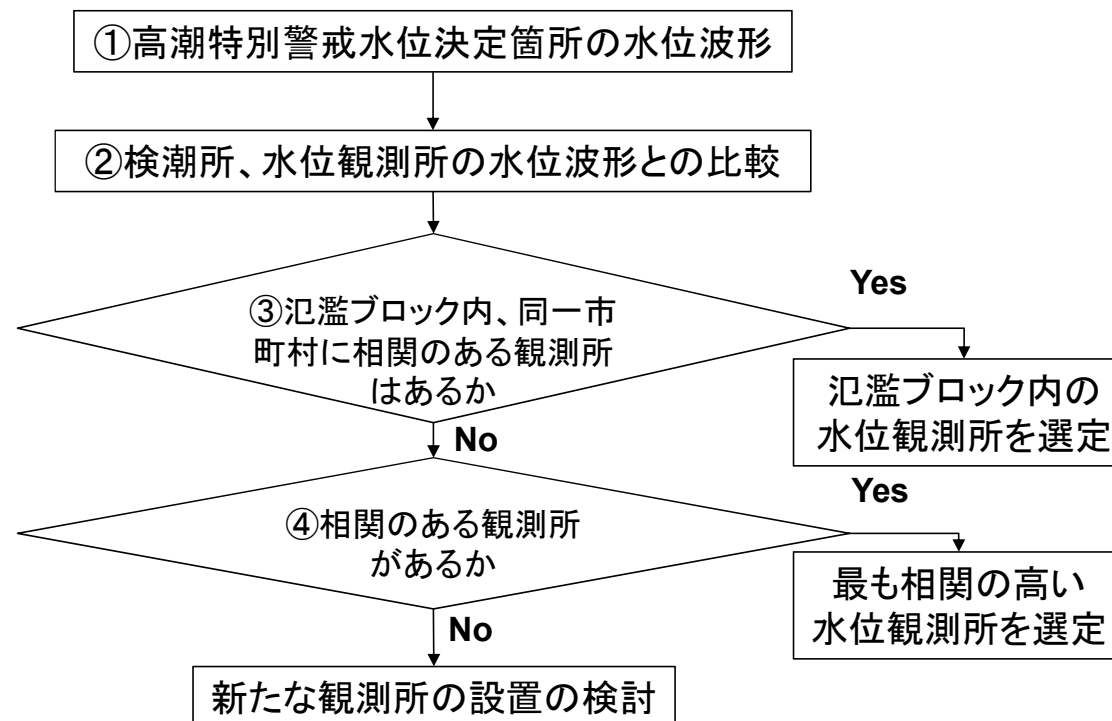 ①高潮特別警戒水位決定箇所の水位波形
②検潮所、水位観測所の水位波形との比較
③氾濫ブロック内、同一市
町村に相関のある観測所
はあるか
Yes
氾濫ブロック内の
水位観測所を選定
No
④相関のある観測所
があるか
Yes
最も相関の高い
水位観測所を選定
No
新たな観測所の設置の検討